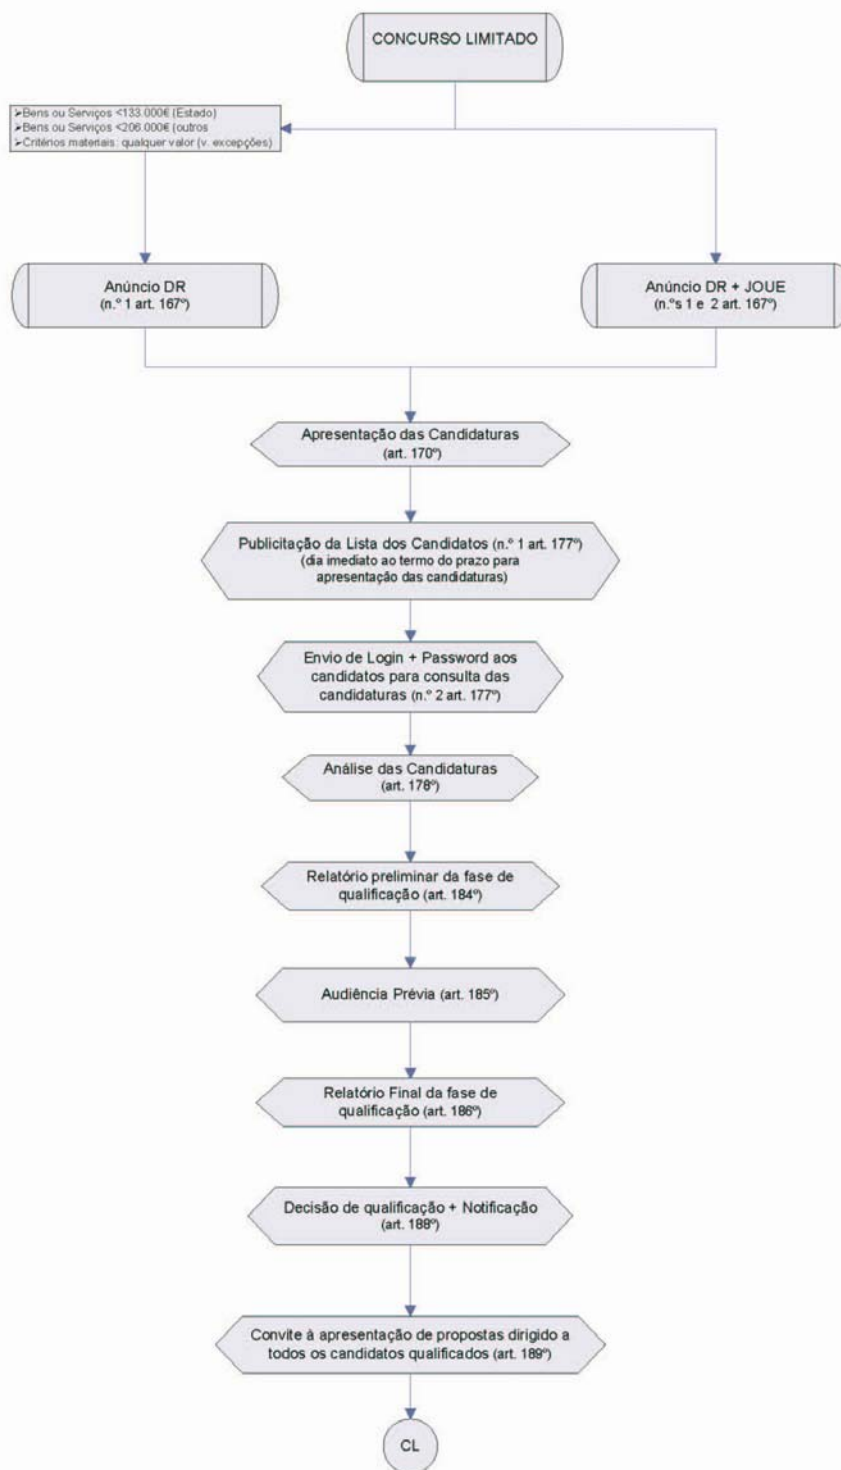 CONCURSO LIMITADO
➢Bens ou Serviços <133.000€ (Estado)
➢Bens ou Serviços <206.000€ (outros
➢Critérios materiais: qualquer valor (v. excepções)
Anúncio DR
(n.º 1 art. 167º)
Anúncio DR + JOUE
(n.ºs 1 e 2 art. 167º)
Apresentação das Candidaturas
(art. 170º)
Publicitação da Lista dos Candidatos (n.º 1 art. 177º)
(dia imediato ao termo do prazo para
apresentação das candidaturas)
Envio de Login + Password aos
candidatos para consulta das
candidaturas (n.º 2 art. 177º)
Análise das Candidaturas
(art. 178º)
Relatório preliminar da fase de
qualificação (art. 184º)
Audiência Prévia (art. 185º)
Relatório Final da fase de
qualificação (art. 186º)
Decisão de qualificação + Notificação
(art. 188º)
Convite à apresentação de propostas dirigido a
todos os candidatos qualificados (art. 189º)
CL